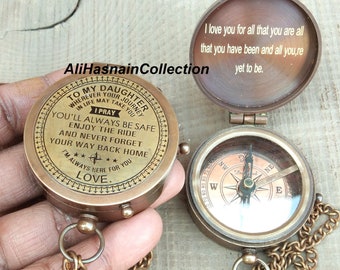 I love you for all that you are all
that you have been and all you,re
yet to be.
AliHasnainCollection
TO MY DAUGHTER
WHEREVER YOUR JOURNEY
IN LIFE MAY TAKE YOU
I PRAY
YOU'LL ALWAYS BE SAFE
ENJOY THE RIDE
AND NEVER FORGET
YOUR WAY BACK HOME
I'M ALWAYS HERE FOR YOU
LOVE.
N
W
E
S